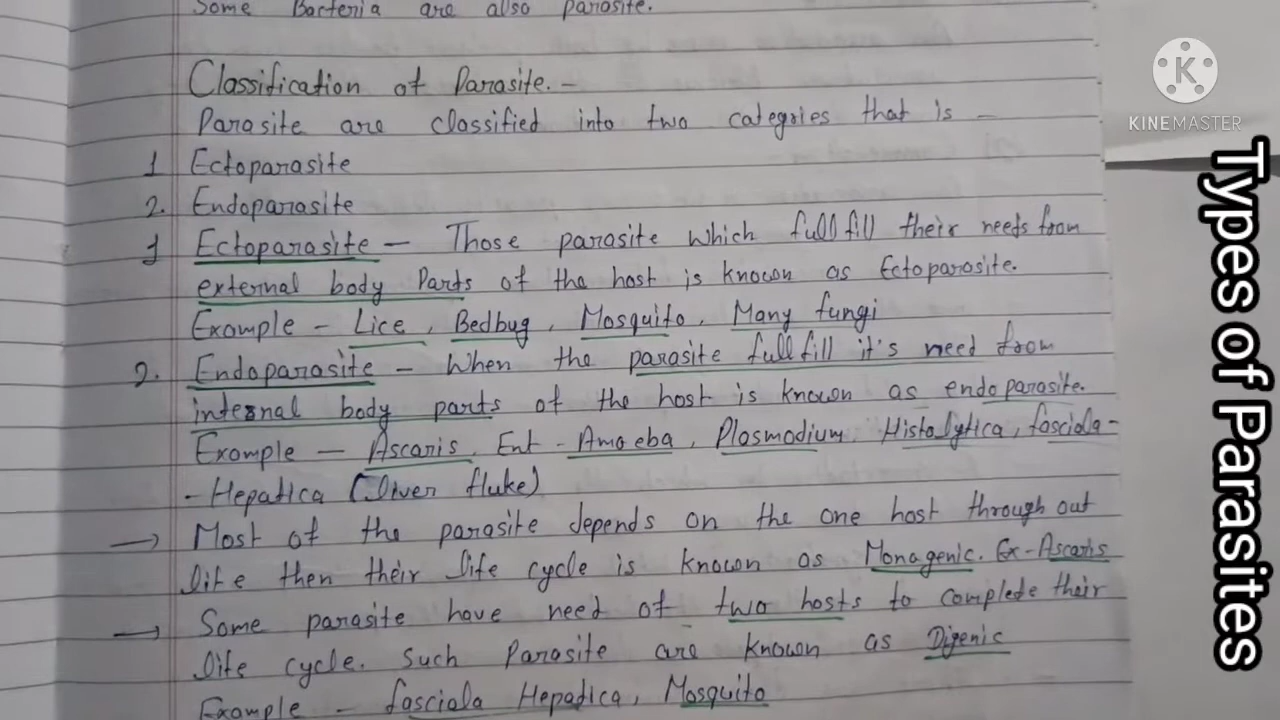 Some Bacteria are also parasite.
Classification of Parasite. -
Parasite are classified into two categries that is -
1 Ectoparasite
2. Endoparasite
1 Ectoparasite - Those parasite which fullfill their needs from
external body Parts of the host is known as Ectoparasite.
Example - Lice, Bedbug, Mosquito, Many fungi
2. Endoparasite - When the parasite fullfill it's need from
internal body parts of the host is known as endoparasite.
Example - Ascaris, Ent - Amoeba, Plasmodium, Histolytica, fasciola-
- Hepatica (Liver fluke)
→ Most of the parasite depends on the one host through out
life then their life cycle is known as Monogenic. Ex-Ascaris
→ Some parasite have need of two hosts to complete their
life cycle. Such Parasite are known as Digenic
Example - fasciola Hepatica, Mosquito
K
KINEMASTER
Types of Parasites